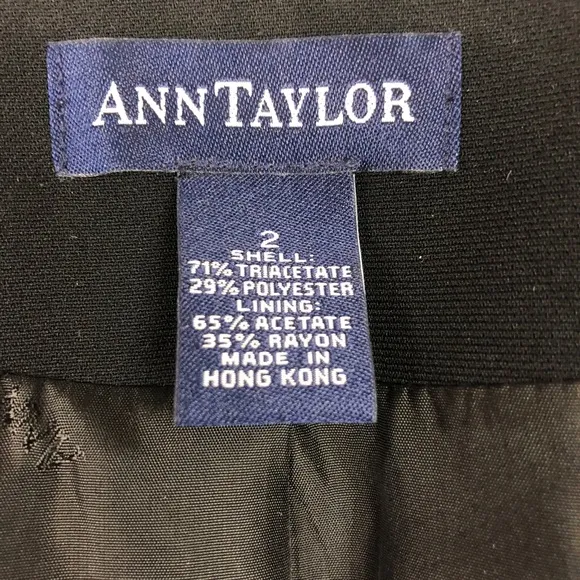 ANNTAYLOR
2
SHELL:
71% TRIACETATE
29% POLYESTER
LINING:
65% ACETATE
35% RAYON
MADE IN
HONG KONG